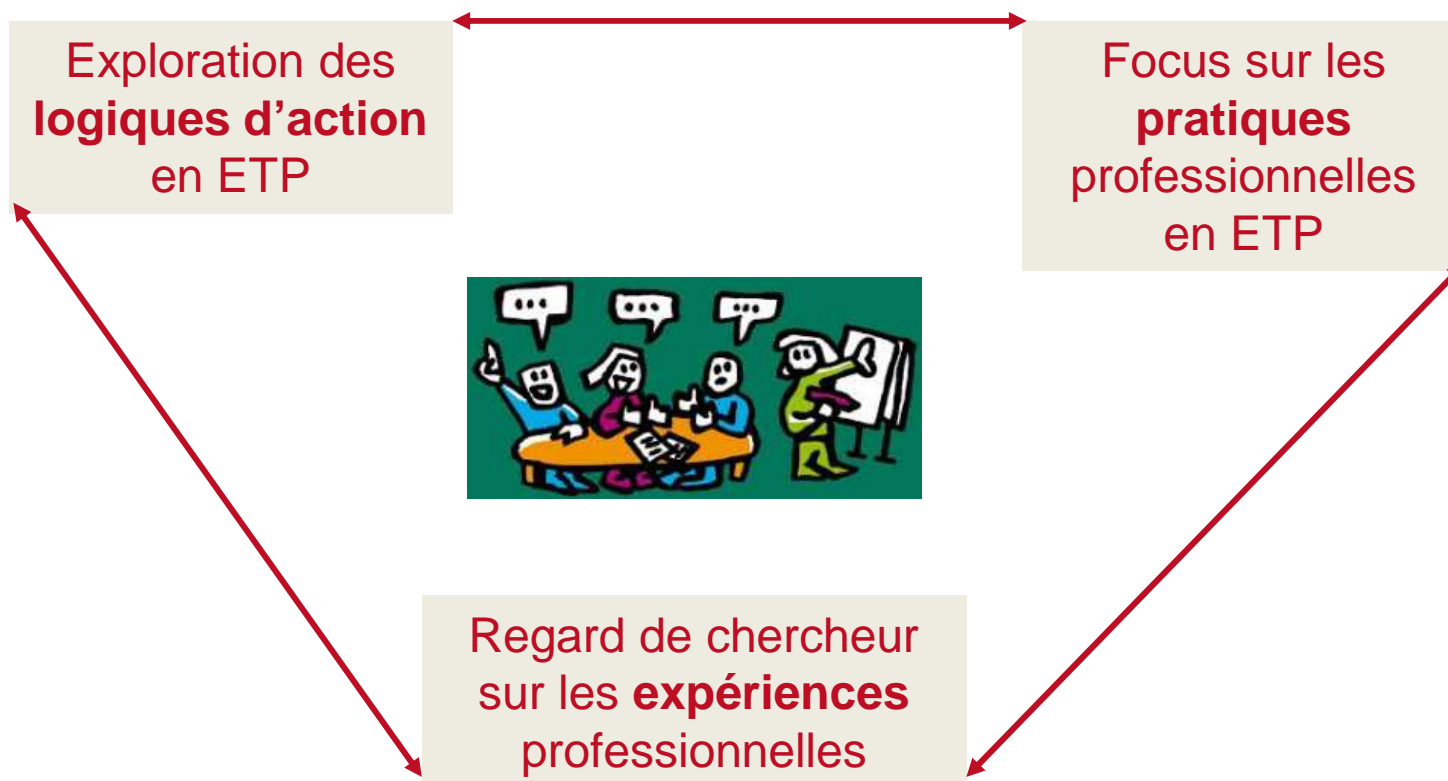 Exploration des
logiques d’action
en ETP
Focus sur les
pratiques
professionnelles
en ETP
Regard de chercheur
sur les expériences
professionnelles